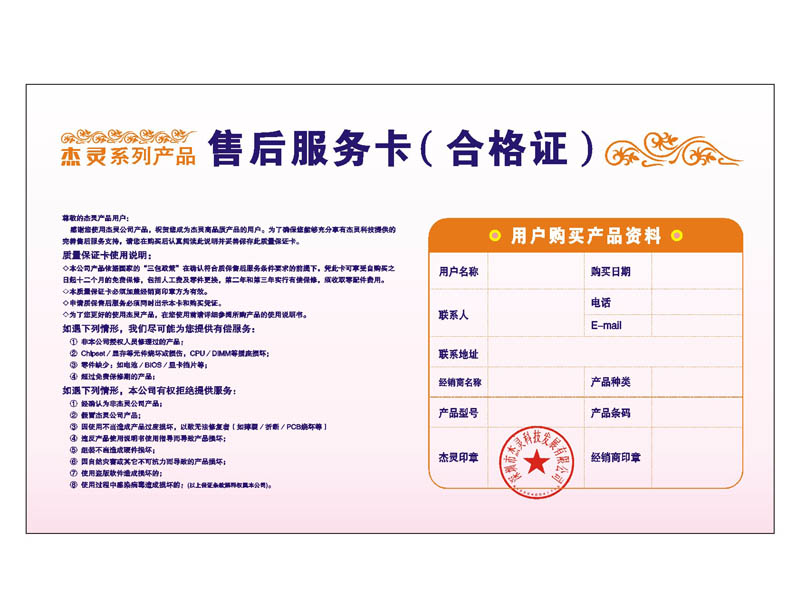 杰灵系列产品 售后服务卡（合格证）
尊敬的杰灵产品用户：
感谢您使用杰灵公司产品，祝贺您成为杰灵高品质产品的用户。为了确保您能够充分享有杰灵科技提供的
完善售后服务支持，请您在购买后认真阅读此说明并妥善保存此质量保证卡。
质量保证卡使用说明：
◇本公司产品依据国家的“三包政策”在确认符合质保售后服务条件要求的前提下，凭此卡可享受自购买之
日起十二个月的免费保修，包括人工费及零件更换，第二年和第三年实行有偿保修，须收取零配件费用。
◇本质量保证卡必须加盖经销商印章方为有效。
◇申请质保售后服务必须同时出示本卡和购买凭证。
◇为了您更好的使用杰灵产品，在您使用前请详细参阅所购产品的使用说明书。
如遇下列情形，我们尽可能为您提供有偿服务：
① 非本公司授权人员修理过的产品；
② Chipset / 显存等元件烧坏或损伤，CPU / DIMM等插座损坏；
③ 零件缺少：如电池 / BIOS / 显卡挡片等；
④ 超过免费保修期的产品；
如遇下列情形，本公司有权拒绝提供服务：
① 经确认为非杰灵公司产品；
② 假冒杰灵公司产品；
③ 因使用不当造成产品过度损坏，以致无法修复者［如薄裂 / 折断 / PCB烧坏等］
④ 违反产品使用说明书使用指导而导致产品损坏；
⑤ 组装不当造成硬件损坏；
⑥ 因自然灾害或其它不可抗力而导致的产品损坏；
⑦ 使用盗版软件造成损坏的；
⑧ 使用过程中感染病毒造成损坏的；(以上保证条款解释权属本公司)。
用户购买产品资料
用户名称 购买日期
联系人 电话
E-mail
联系地址
经销商名称 产品种类
产品型号 产品条码
杰灵印章 经销商印章
深圳市杰灵科技发展有限公司